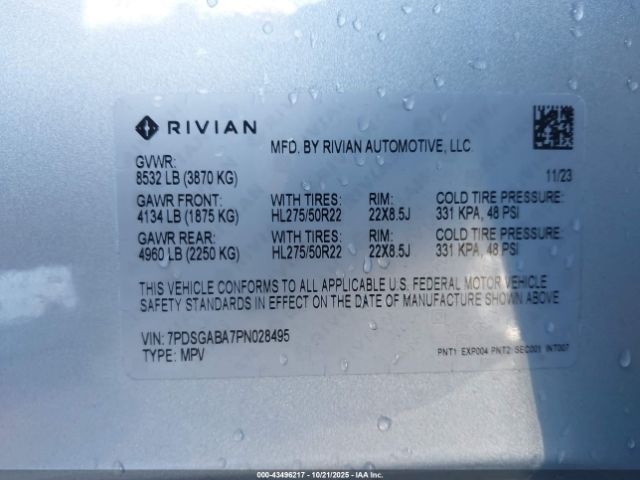 RIVIAN
MFD. BY RIVIAN AUTOMOTIVE, LLC
GVWR:
8532 LB (3870 KG)
11/23
GAWR FRONT: WITH TIRES: RIM: COLD TIRE PRESSURE:
4134 LB (1875 KG) HL275/50R22 22X8.5J 331 KPA, 48 PSI
GAWR REAR: WITH TIRES: RIM: COLD TIRE PRESSURE:
4960 LB (2250 KG) HL275/50R22 22X8.5J 331 KPA, 48 PSI
THIS VEHICLE CONFORMS TO ALL APPLICABLE U.S. FEDERAL MOTOR VEHICLE
SAFETY STANDARDS IN EFFECT ON THE DATE OF MANUFACTURE SHOWN ABOVE
VIN: 7PDSGABA7PN028495
TYPE: MPV
PNT1: EXP004 PNT2: SEC001 INT007
000-43496217 - 10/21/2025 - IAAI.com